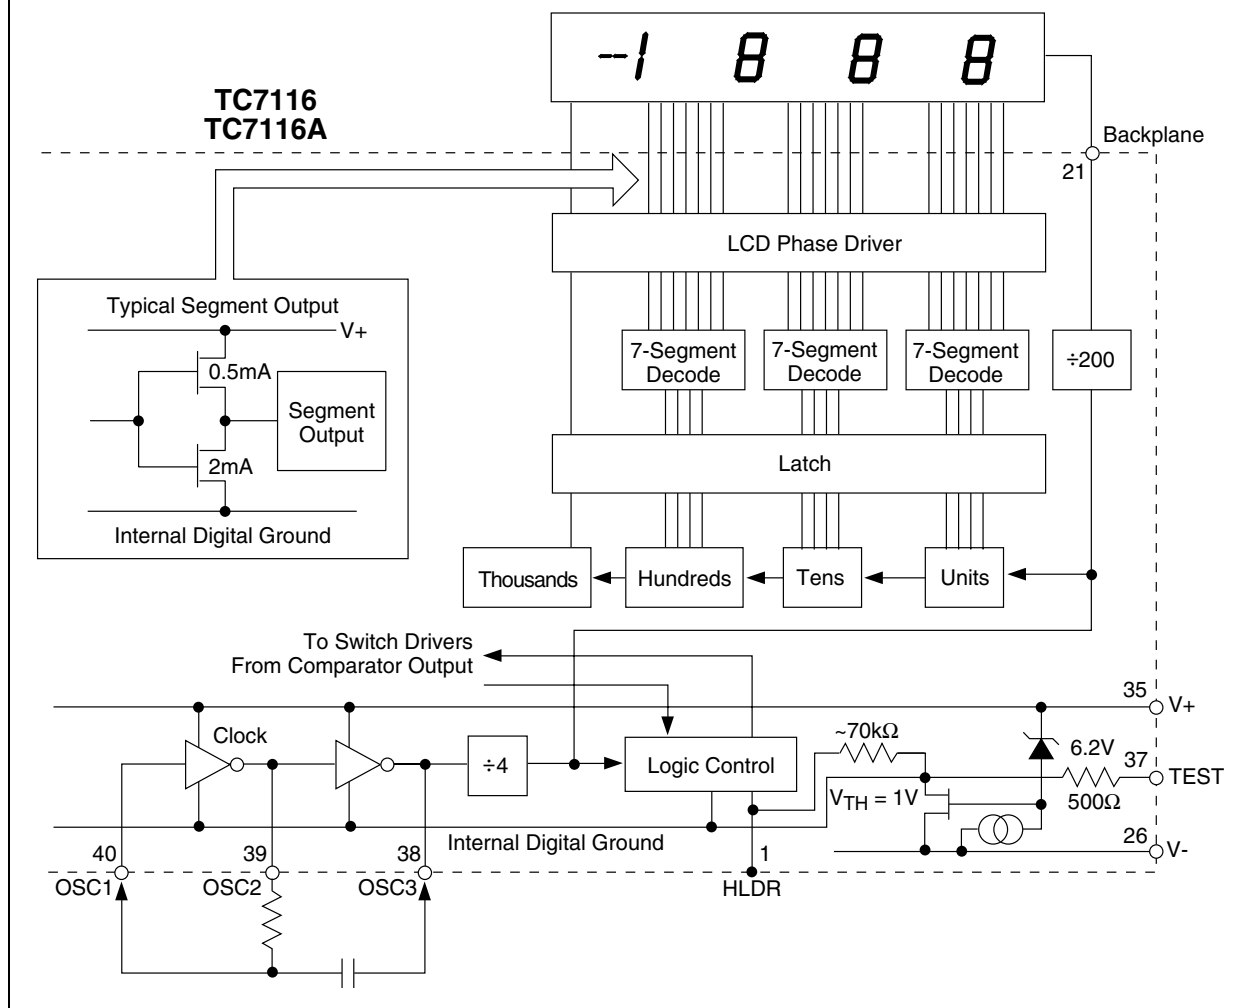 -1 8 8 8
TC7116
TC7116A
Backplane
21
LCD Phase Driver
Typical Segment Output
V+
0.5mA
Segment
Output
2mA
Internal Digital Ground
7-Segment
Decode
7-Segment
Decode
7-Segment
Decode
÷200
Latch
Thousands
Hundreds
Tens
Units
To Switch Drivers
From Comparator Output
35
V+
Clock
~70kΩ
6.2V
37
TEST
÷4
Logic Control
VTH = 1V
500Ω
Internal Digital Ground
26
V-
40
39
38
1
OSC1
OSC2
OSC3
HLDR